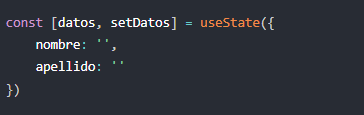 const [datos, setDatos] = useState({
    nombre: '',
    apellido: ''
})